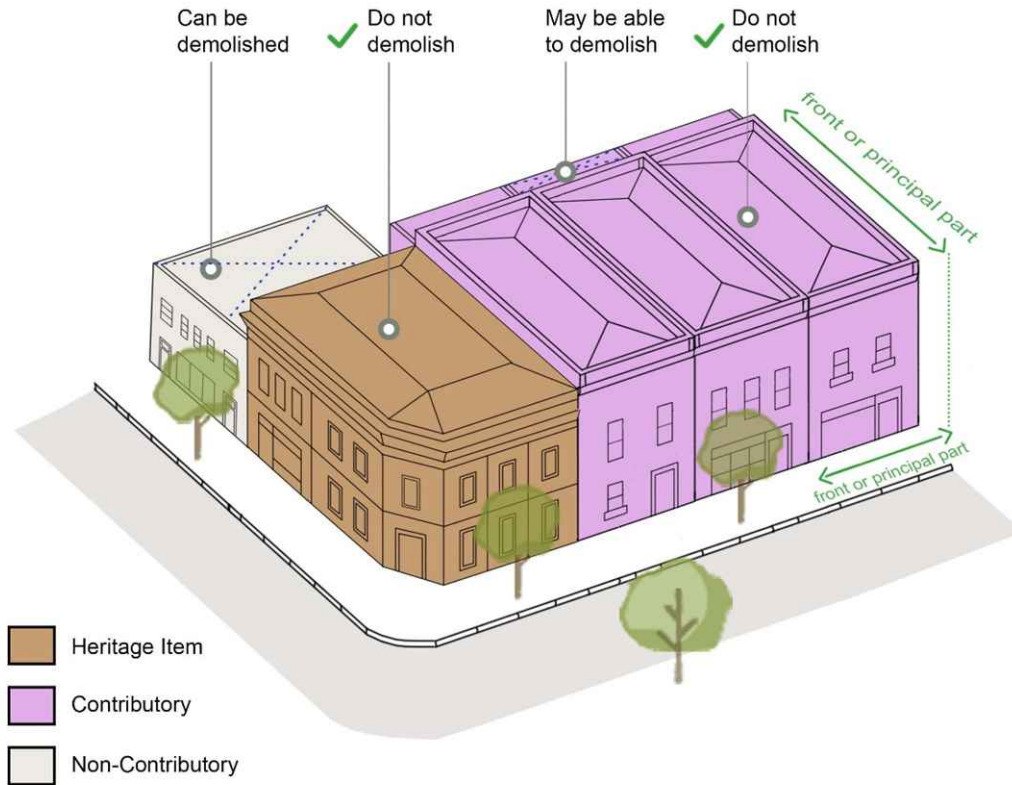 Can be
demolished
Do not
demolish
May be able
to demolish
Do not
demolish
front or principal part
front or principal part
Heritage Item
Contributory
Non-Contributory